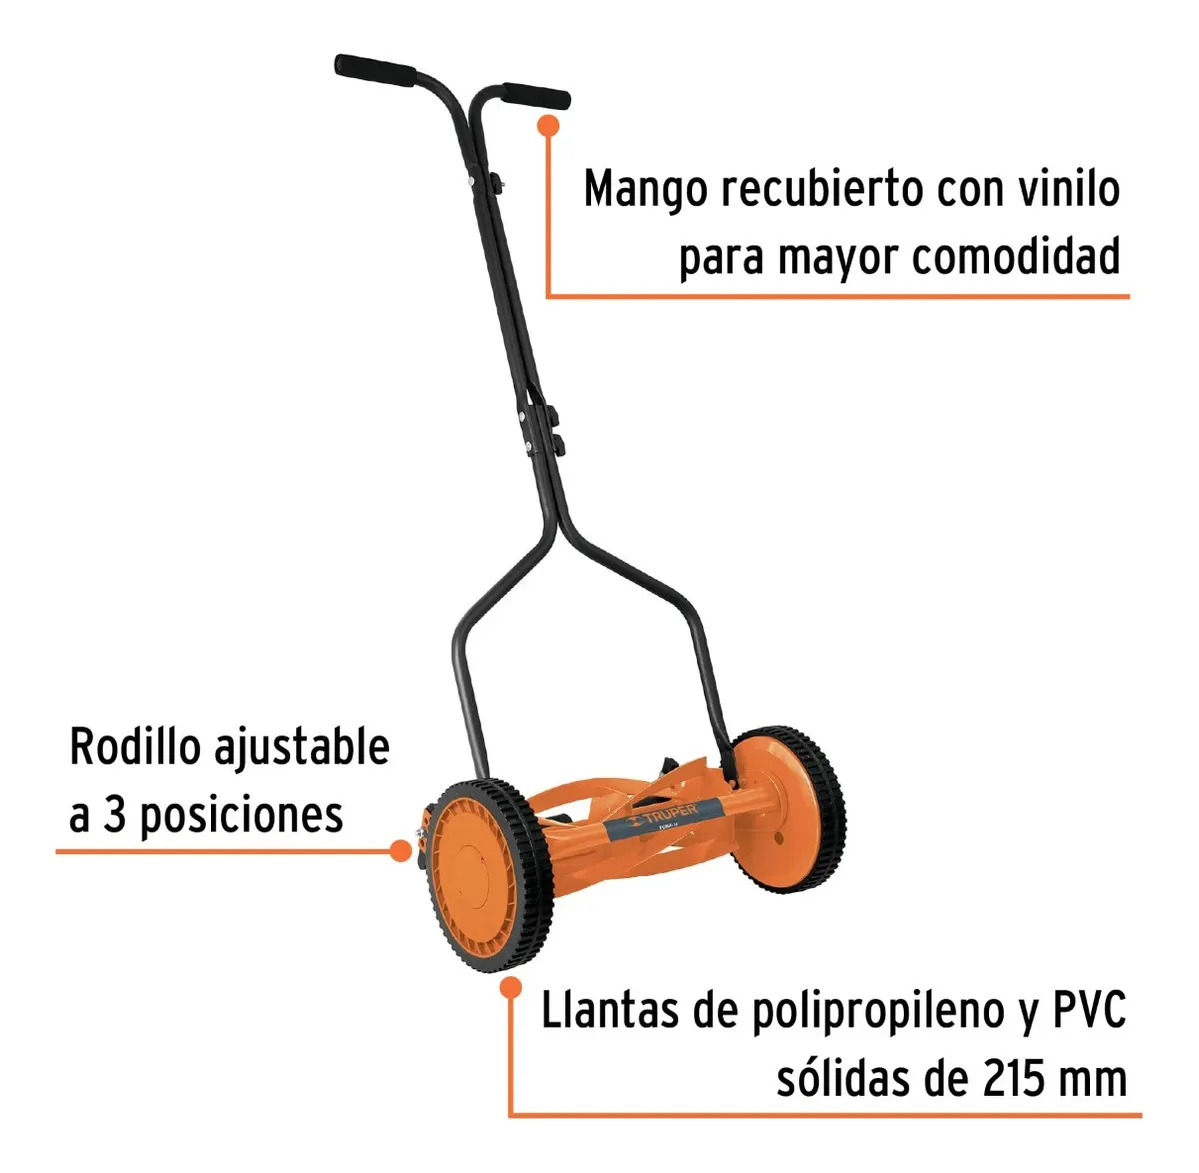 Mango recubierto con vinilo
para mayor comodidad
Rodillo ajustable
a 3 posiciones
TRUPER
Llantas de polipropileno y PVC
sólidas de 215 mm